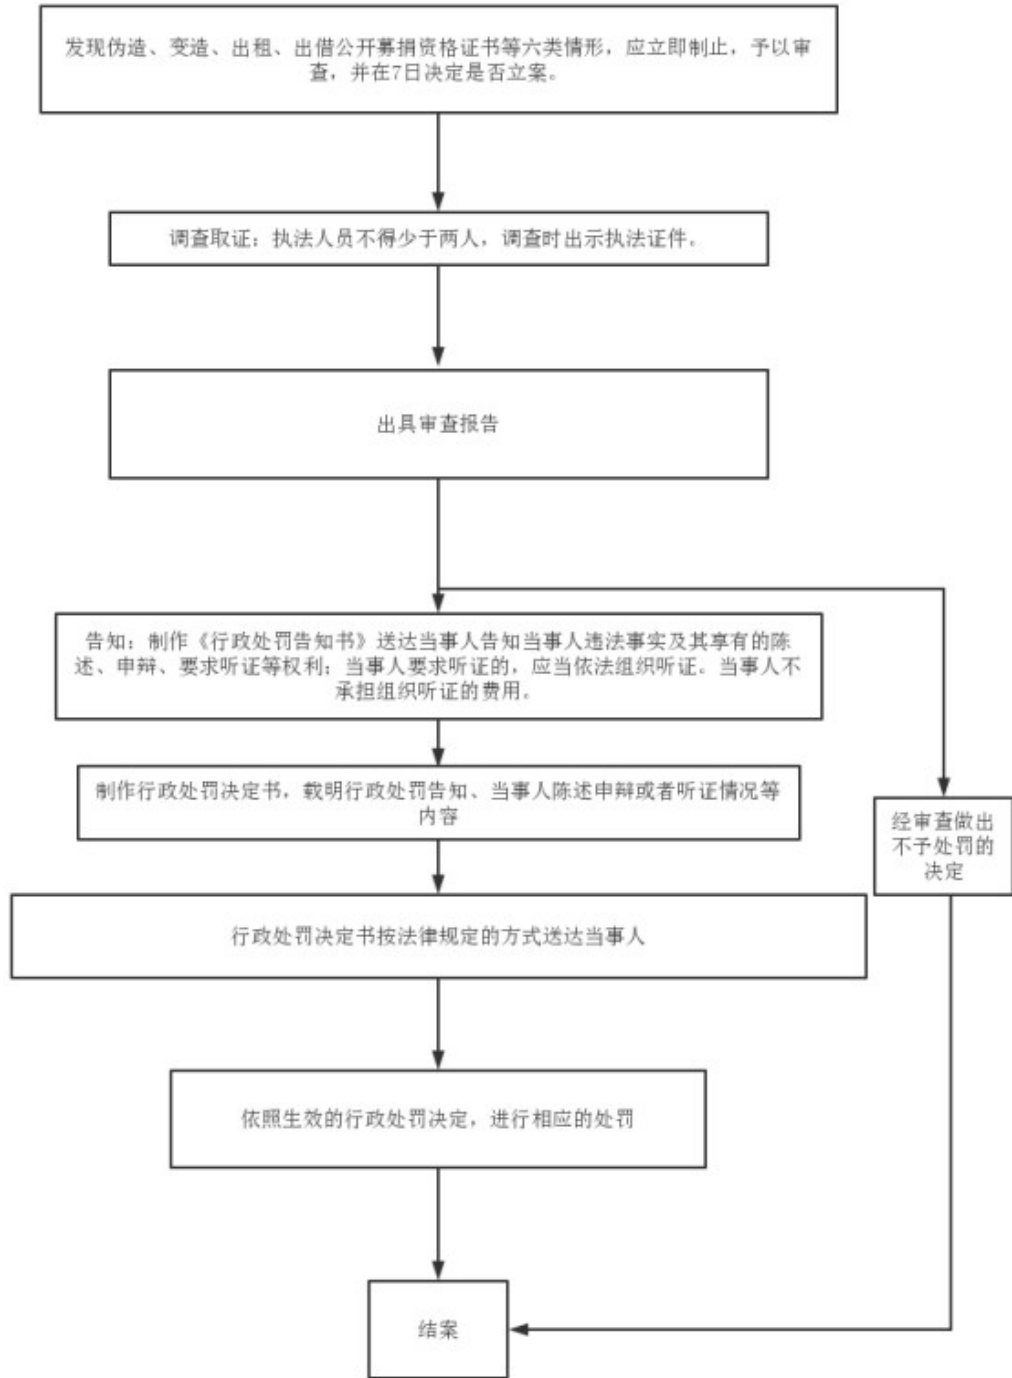 发现伪造、变造、出租、出借公开募捐资格证书等六类情形，应立即制止，予以审
查，并在7日决定是否立案。
调查取证：执法人员不得少于两人，调查时出示执法证件。
出具审查报告
告知：制作《行政处罚告知书》送达当事人告知当事人违法事实及其享有的陈
述、申辩、要求听证等权利；当事人要求听证的，应当依法组织听证。当事人不
承担组织听证的费用。
制作行政处罚决定书，载明行政处罚告知、当事人陈述申辩或者听证情况等
内容
经审查做出
不予处罚的
决定
行政处罚决定书按法律规定的方式送达当事人
依照生效的行政处罚决定，进行相应的处罚
结案